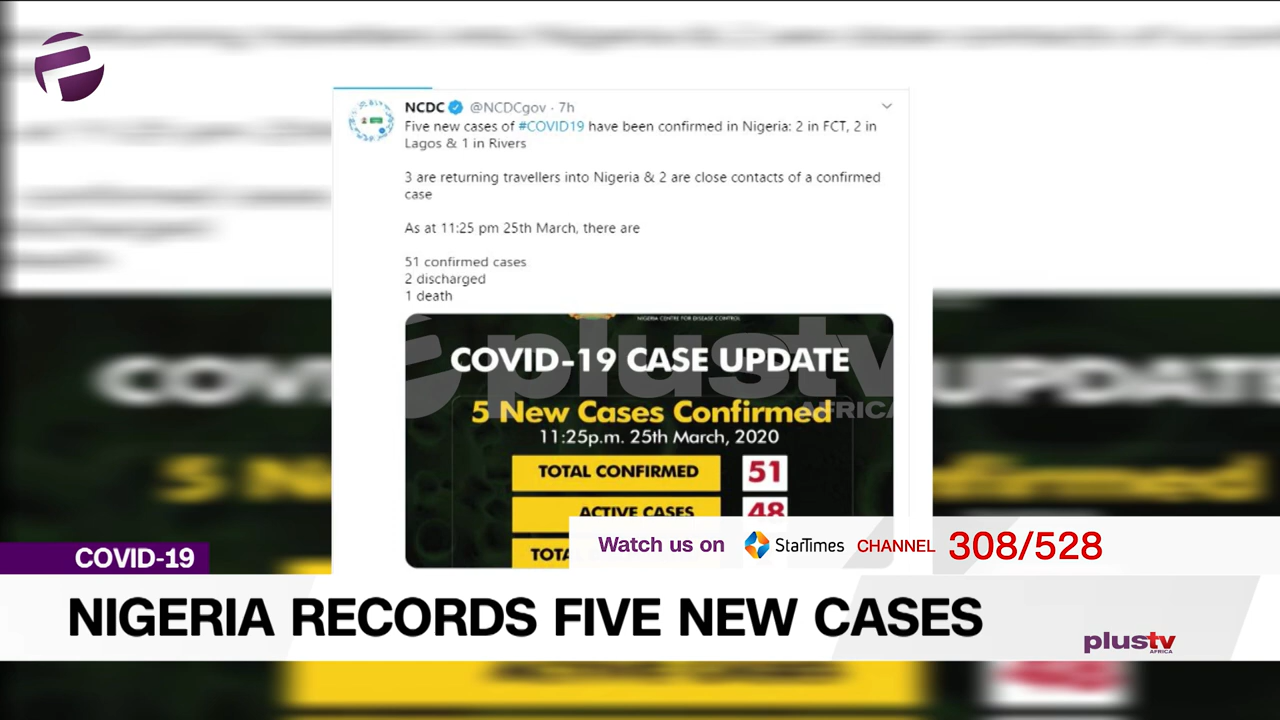 NCDC @NCDCgov · 7h
Five new cases of #COVID19 have been confirmed in Nigeria: 2 in FCT, 2 in
Lagos & 1 in Rivers
3 are returning travellers into Nigeria & 2 are close contacts of a confirmed
case
As at 11:25 pm 25th March, there are
51 confirmed cases
2 discharged
1 death
NIGERIA CENTRE FOR DISEASE CONTROL
plustv
AFRICA
COVID-19 CASE UPDATE
5 New Cases Confirmed
11:25p.m. 25th March, 2020
TOTAL CONFIRMED 51
ACTIVE CASES 48
Watch us on StarTimes CHANNEL 308/528
COVID-19
NIGERIA RECORDS FIVE NEW CASES
plustv
AFRICA